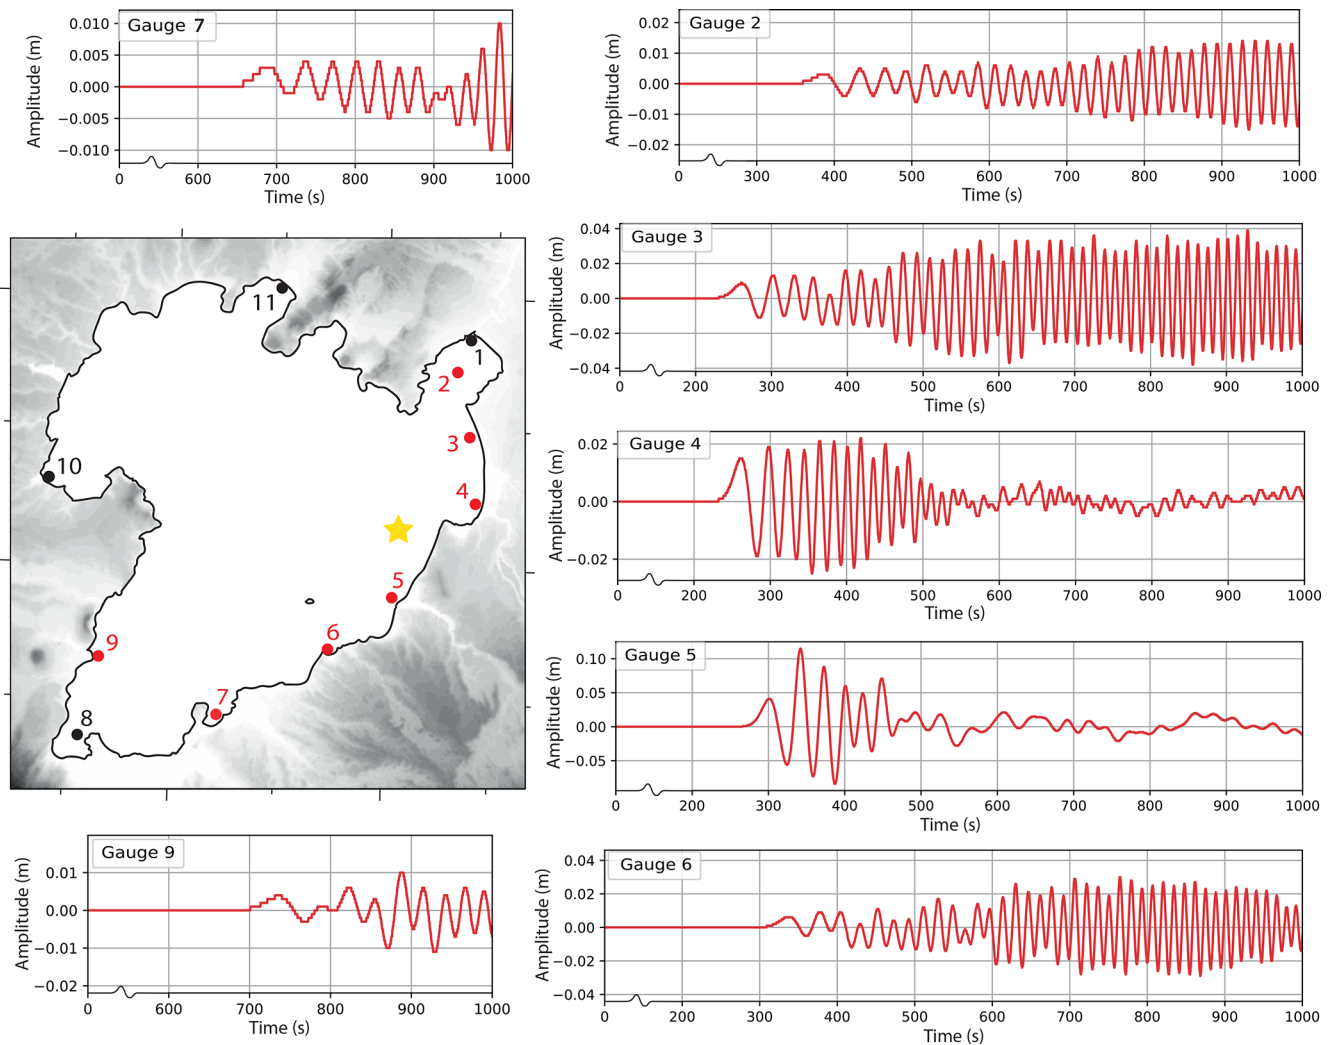 Gauge 7
Amplitude (m)
0.010
0.005
0.000
−0.005
−0.010
0 600 700 800 900 1000
Time (s)
Gauge 2
Amplitude (m)
0.02
0.01
0.00
−0.01
−0.02
0 300 400 500 600 700 800 900 1000
Time (s)
Gauge 3
Amplitude (m)
0.04
0.02
0.00
−0.02
−0.04
0 200 300 400 500 600 700 800 900 1000
Time (s)
11
1
2
3
10
4
5
6
9
7
8
Gauge 4
Amplitude (m)
0.02
0.00
−0.02
0 200 300 400 500 600 700 800 900 1000
Time (s)
Gauge 5
Amplitude (m)
0.10
0.05
0.00
−0.05
0 200 300 400 500 600 700 800 900 1000
Time (s)
Gauge 9
Amplitude (m)
0.01
0.00
−0.01
−0.02
0 600 700 800 900 1000
Time (s)
Gauge 6
Amplitude (m)
0.04
0.02
0.00
−0.02
−0.04
0 200 300 400 500 600 700 800 900 1000
Time (s)